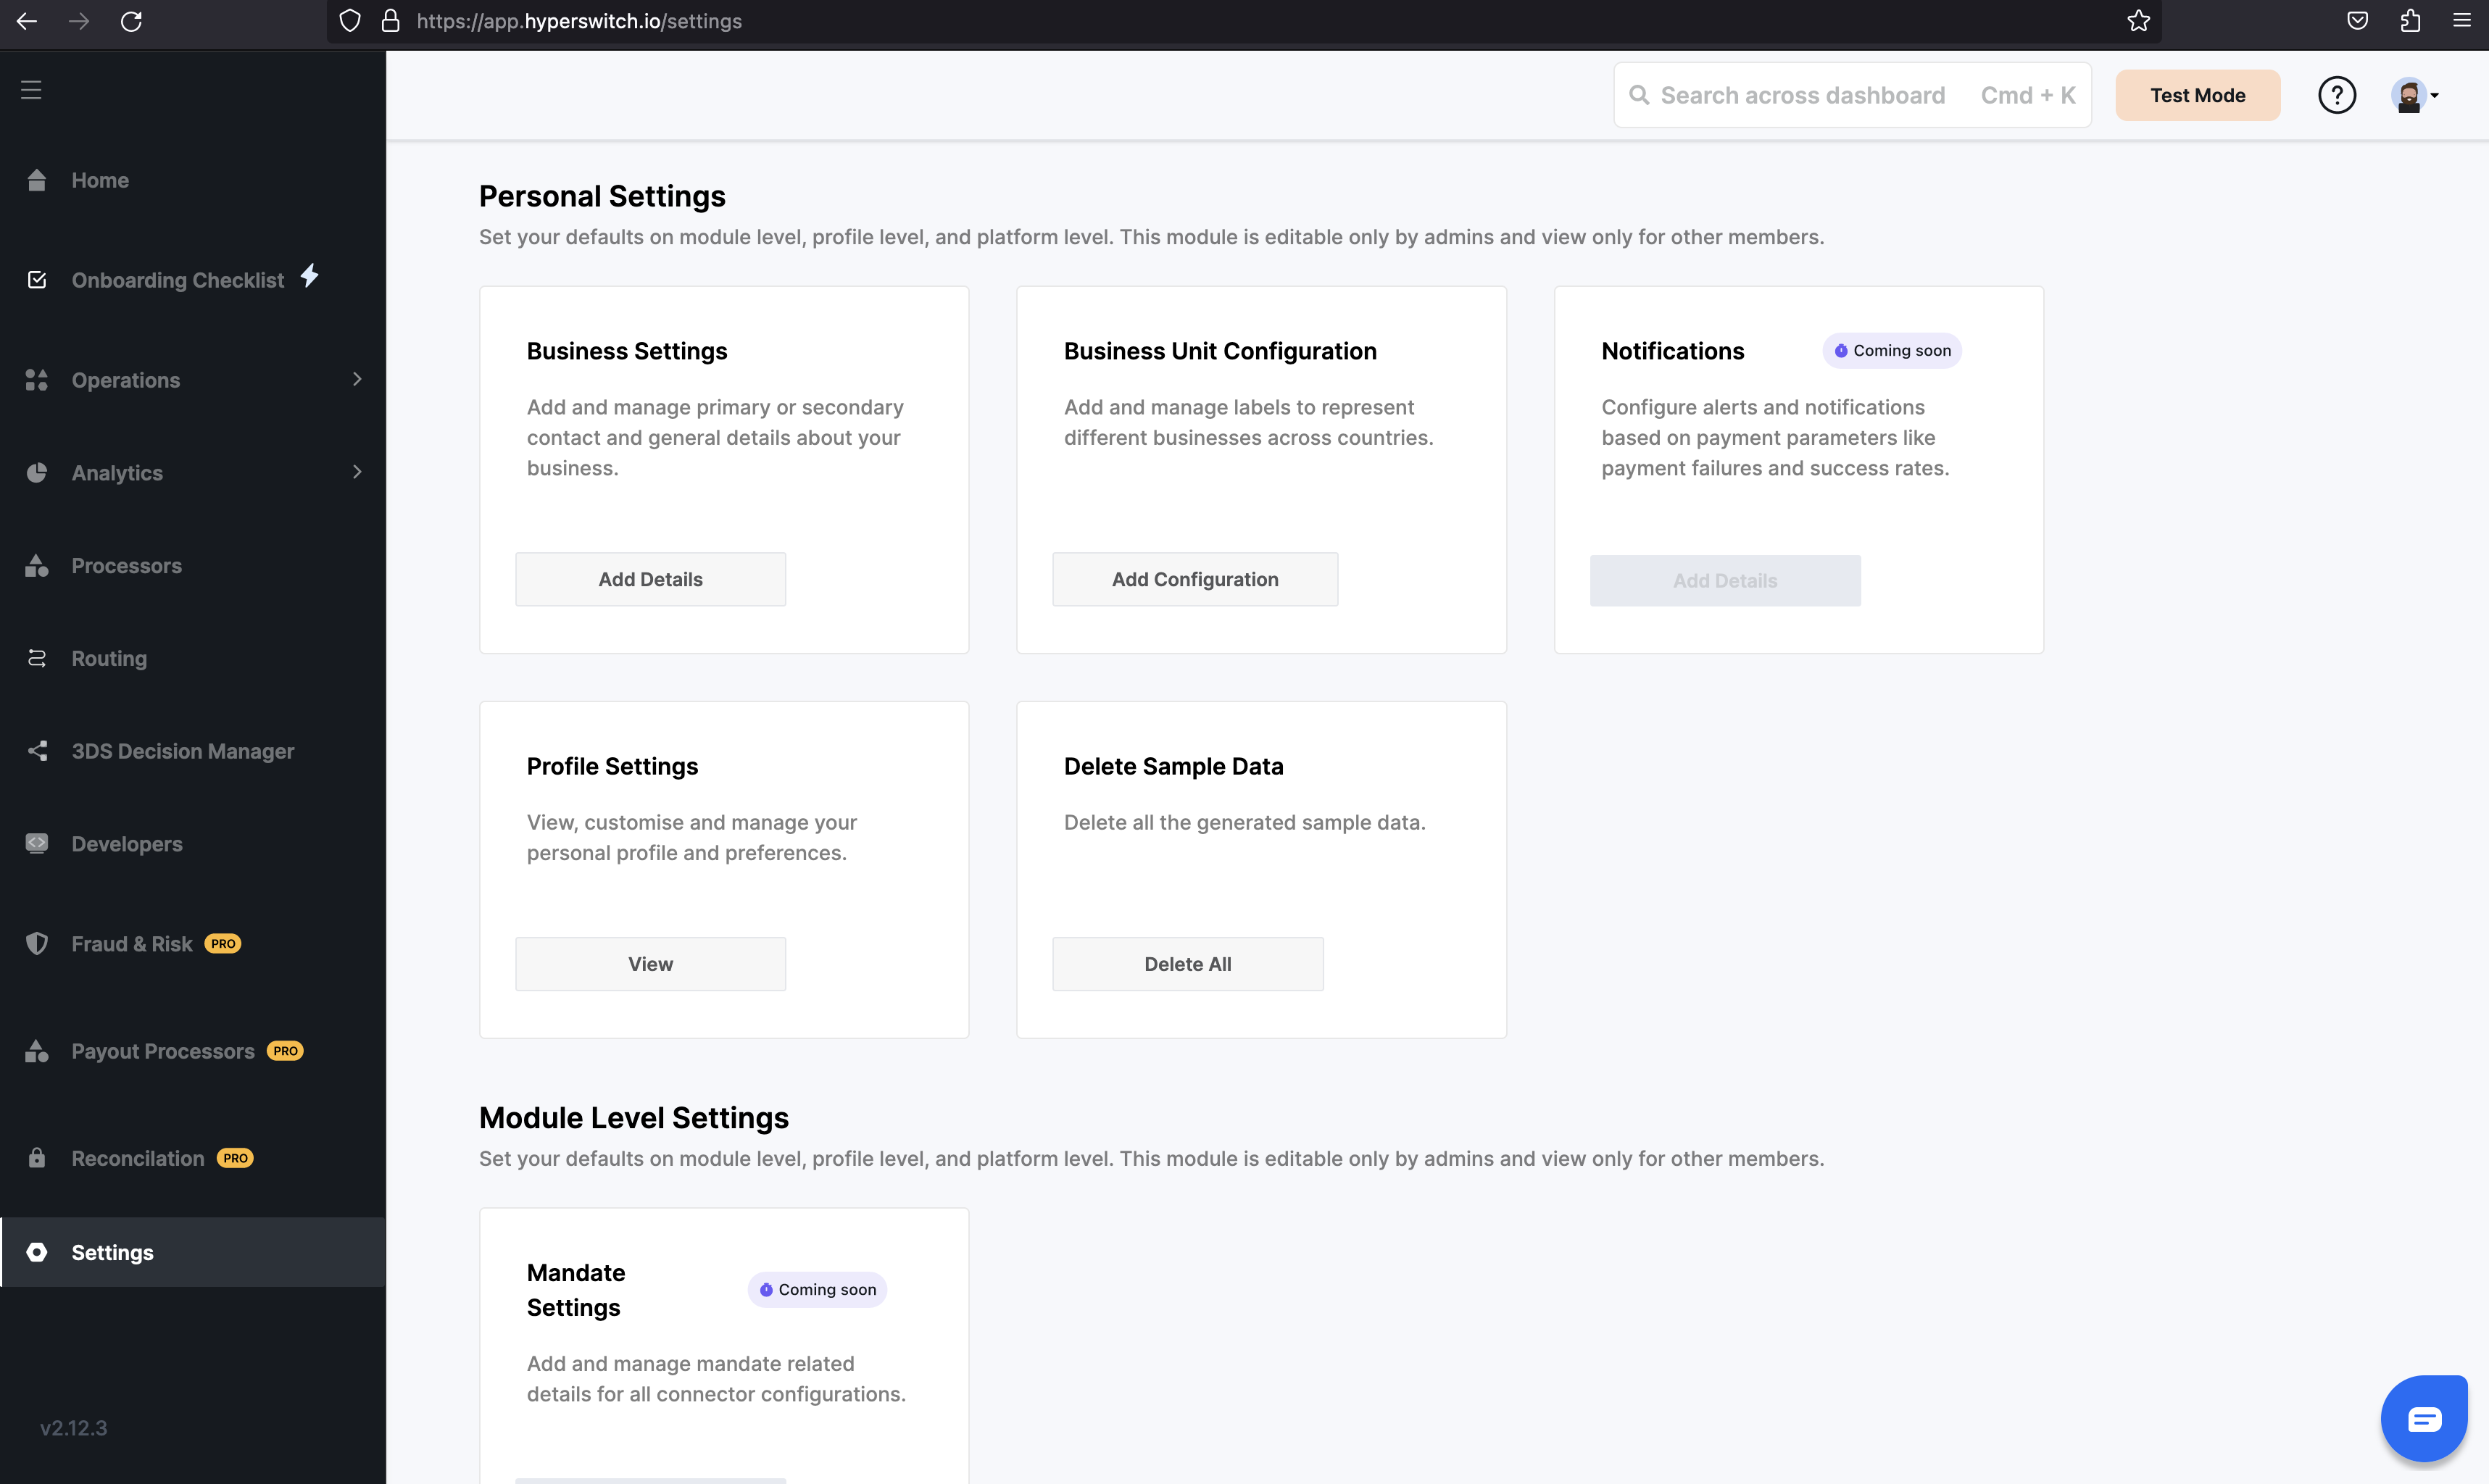 https://app.hyperswitch.io/settings
Search across dashboard Cmd + K
Test Mode
?
Home
Onboarding Checklist
Operations
Analytics
Processors
Routing
3DS Decision Manager
Developers
Fraud & Risk PRO
Payout Processors PRO
Reconcilation PRO
Settings
v2.12.3
Personal Settings
Set your defaults on module level, profile level, and platform level. This module is editable only by admins and view only for other members.
Business Settings
Add and manage primary or secondary
contact and general details about your
business.
Add Details
Business Unit Configuration
Add and manage labels to represent
different businesses across countries.
Add Configuration
Notifications Coming soon
Configure alerts and notifications
based on payment parameters like
payment failures and success rates.
Add Details
Profile Settings
View, customise and manage your
personal profile and preferences.
View
Delete Sample Data
Delete all the generated sample data.
Delete All
Module Level Settings
Set your defaults on module level, profile level, and platform level. This module is editable only by admins and view only for other members.
Mandate
Settings
Coming soon
Add and manage mandate related
details for all connector configurations.